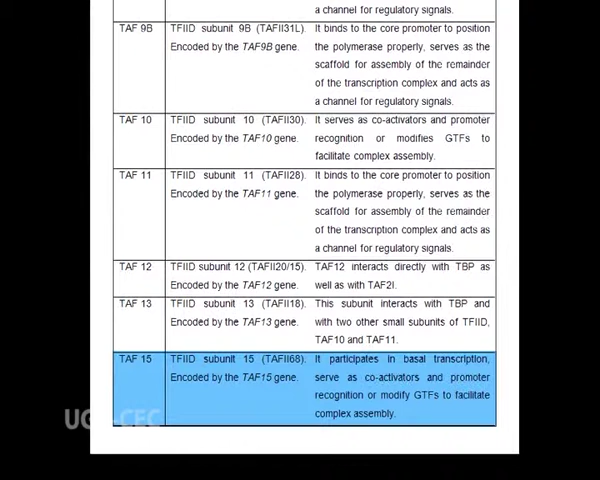 a channel for regulatory signals.
TAF 9B TFIID subunit 9B (TAFII31L). It binds to the core promoter to position
Encoded by the TAF9B gene. the polymerase properly, serves as the
scaffold for assembly of the remainder
of the transcription complex and acts as
a channel for regulatory signals.
TAF 10 TFIID subunit 10 (TAFII30). It serves as co-activators and promoter
Encoded by the TAF10 gene. recognition or modifies GTFs to
facilitate complex assembly.
TAF 11 TFIID subunit 11 (TAFII28). It binds to the core promoter to position
Encoded by the TAF11 gene. the polymerase properly, serves as the
scaffold for assembly of the remainder
of the transcription complex and acts as
a channel for regulatory signals.
TAF 12 TFIID subunit 12 (TAFII20/15). TAF12 interacts directly with TBP as
Encoded by the TAF12 gene. well as with TAF2I.
TAF 13 TFIID subunit 13 (TAFII18). This subunit interacts with TBP and
Encoded by the TAF13 gene. with two other small subunits of TFIID,
TAF10 and TAF11.
TAF 15 TFIID subunit 15 (TAFII68). It participates in basal transcription,
Encoded by the TAF15 gene. serve as co-activators and promoter
recognition or modify GTFs to facilitate
complex assembly.
UGC-CEC